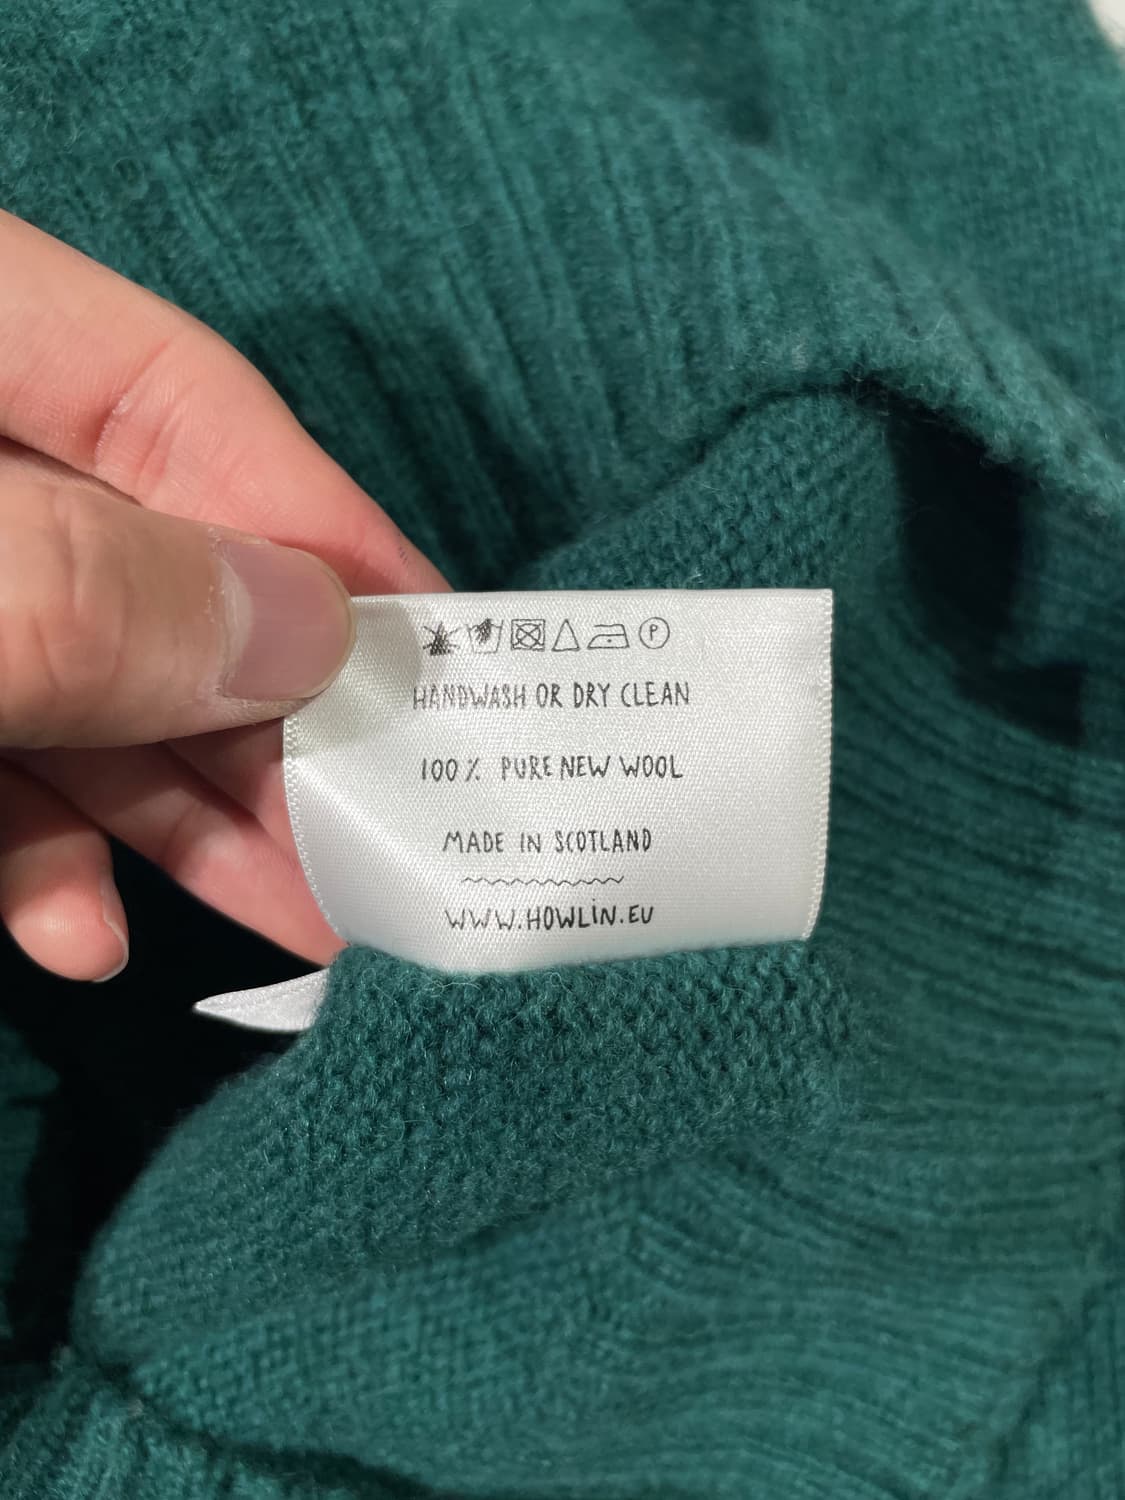 P
HANDWASH OR DRY CLEAN
100% PURE NEW WOOL
MADE IN SCOTLAND
WWW.HOWLiN.EU